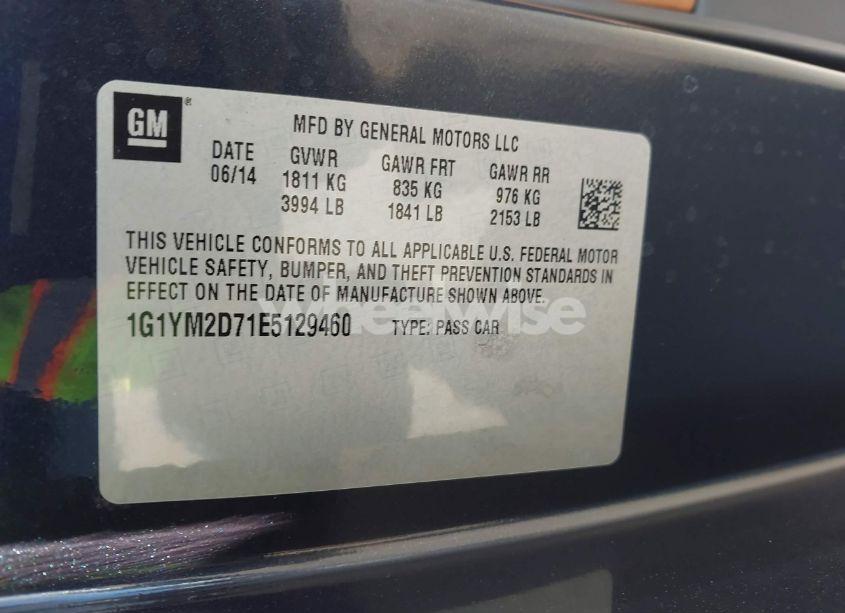 GM ®
MFD BY GENERAL MOTORS LLC
DATE GVWR GAWR FRT GAWR RR
06/14 1811 KG 835 KG 976 KG
3994 LB 1841 LB 2153 LB
THIS VEHICLE CONFORMS TO ALL APPLICABLE U.S. FEDERAL MOTOR
VEHICLE SAFETY, BUMPER, AND THEFT PREVENTION STANDARDS IN
EFFECT ON THE DATE OF MANUFACTURE SHOWN ABOVE.
wheelwise
1G1YM2D71E5129460 TYPE: PASS CAR